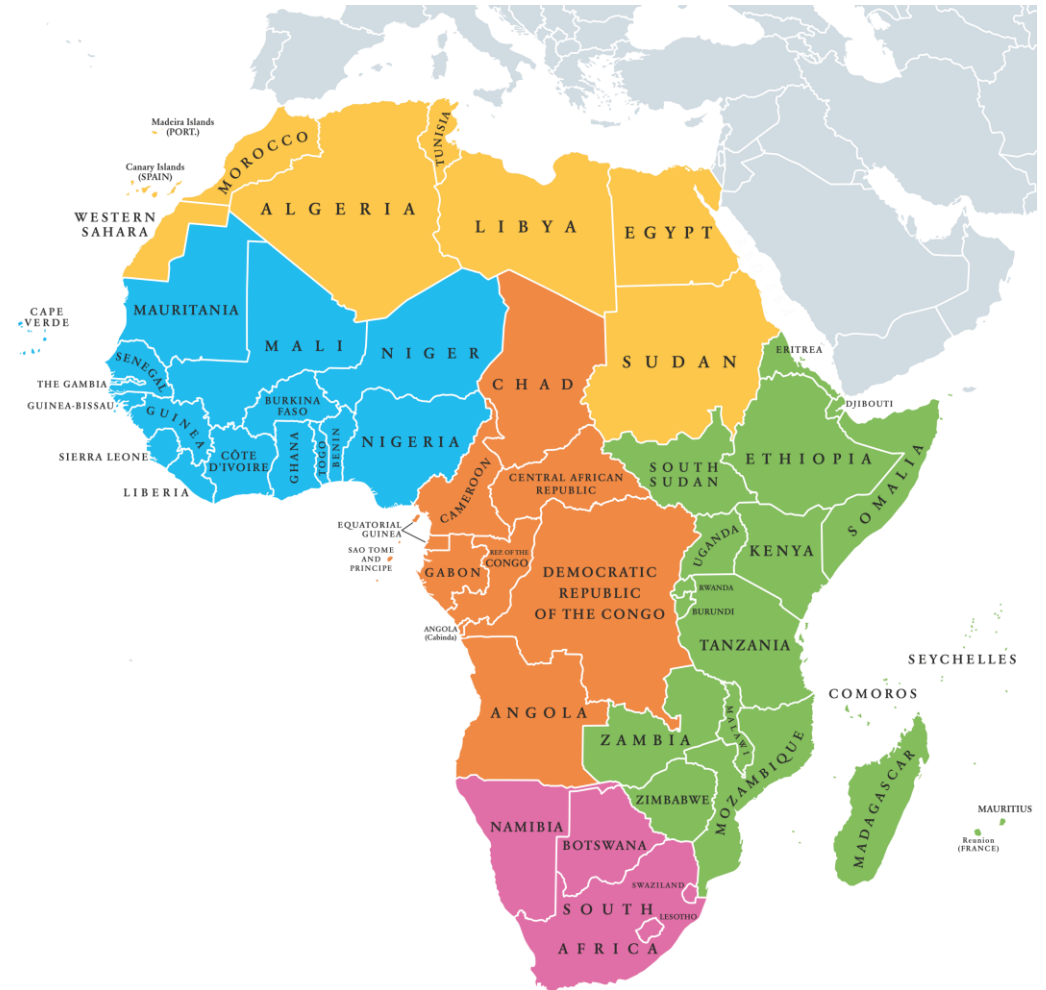 Madeira Islands
(PORT.)
Canary Islands
(SPAIN)
MOROCCO
TUNISIA
ALGERIA
LIBYA
EGYPT
WESTERN
SAHARA
CAPE
VERDE
MAURITANIA
MALI
NIGER
CHAD
SUDAN
ERITREA
SENEGAL
THE GAMBIA
GUINEA-BISSAU
GUINEA
SIERRA LEONE
LIBERIA
CÔTE
D'IVOIRE
BURKINA
FASO
GHANA
TOGO
BENIN
NIGERIA
DJIBOUTI
ETHIOPIA
SOMALIA
SOUTH
SUDAN
CENTRAL AFRICAN
REPUBLIC
CAMEROON
EQUATORIAL
GUINEA
SAO TOME
AND
PRINCIPE
GABON
REP. OF THE
CONGO
DEMOCRATIC
REPUBLIC
OF THE CONGO
UGANDA
KENYA
RWANDA
BURUNDI
TANZANIA
ANGOLA
(Cabinda)
SEYCHELLES
COMOROS
ANGOLA
ZAMBIA
MALAWI
MOZAMBIQUE
MADAGASCAR
MAURITIUS
Reunion
(FRANCE)
ZIMBABWE
NAMIBIA
BOTSWANA
SWAZILAND
LESOTHO
SOUTH
AFRICA